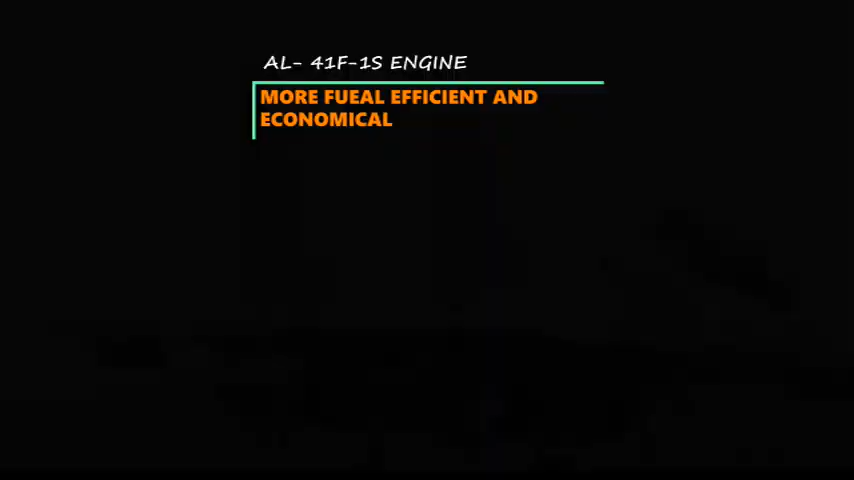 AL- 41F-1S ENGINE
MORE FUEAL EFFICIENT AND
ECONOMICAL